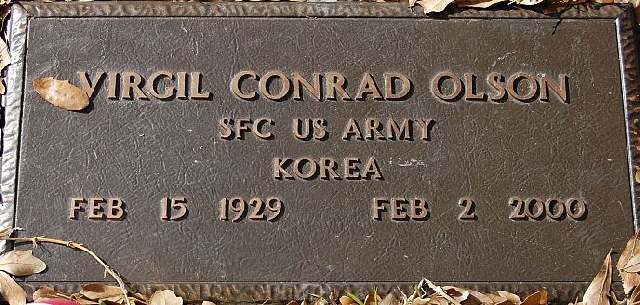 VIRGIL CONRAD OLSON
SFC US ARMY
KOREA
FEB 15 1929 FEB 2 2000